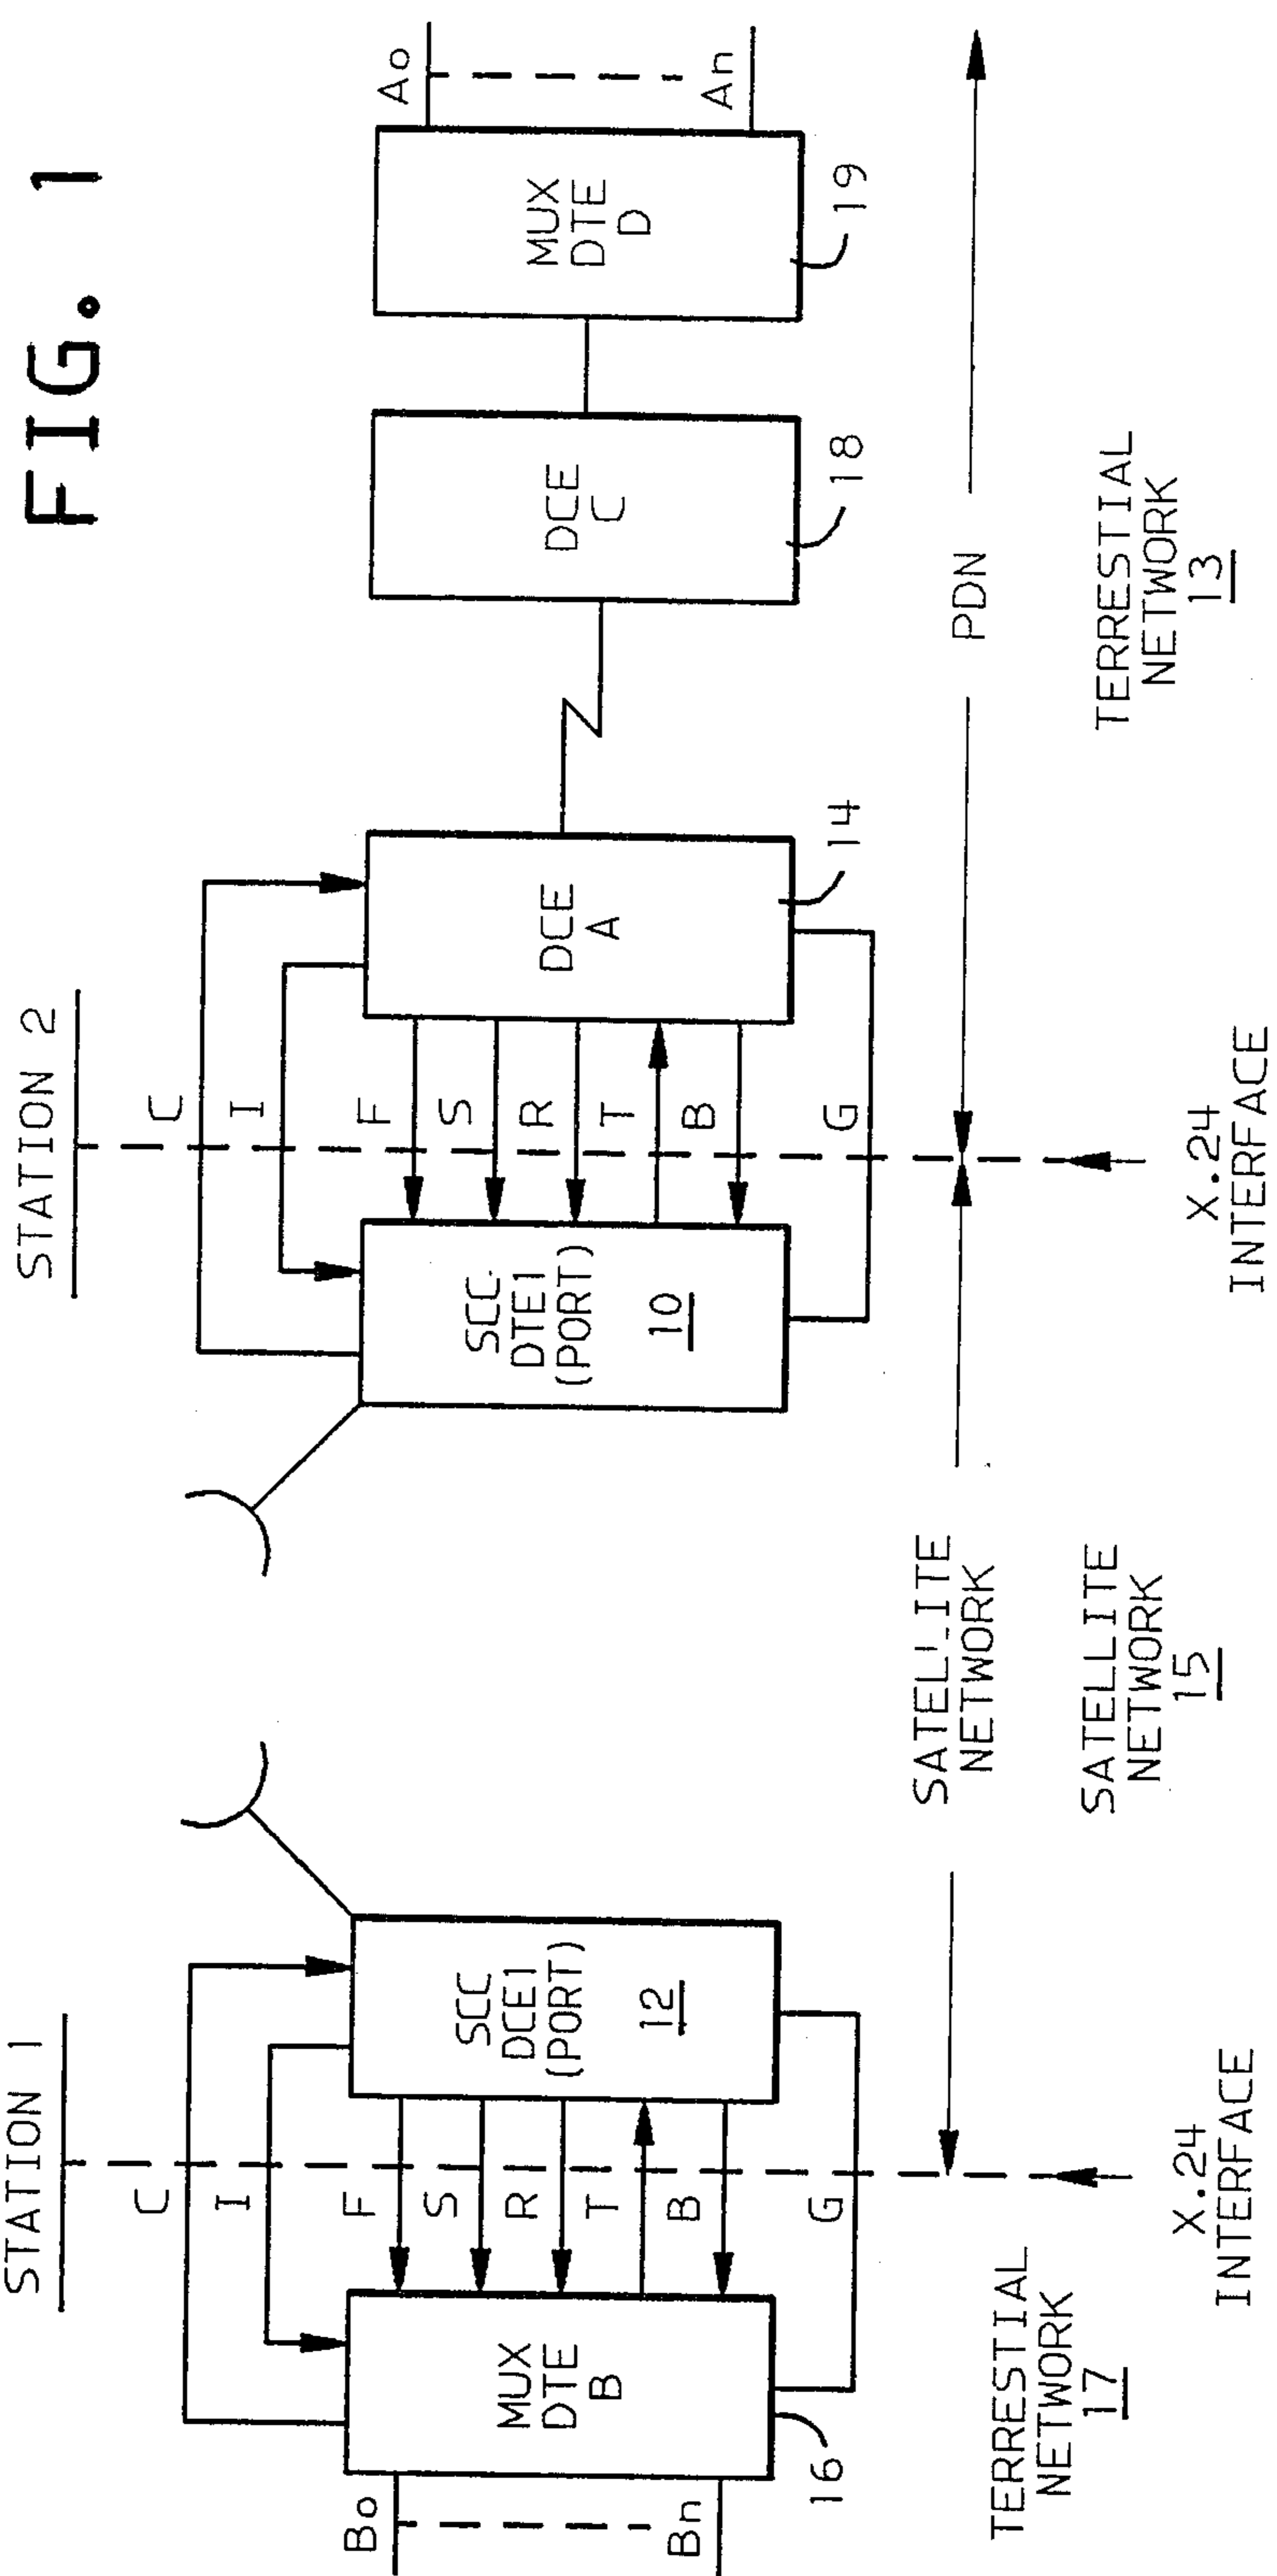 FIG. 1
STATION 1
STATION 2
C
I
F
S
R
T
B
G
C
I
F
S
R
T
B
G
Bo
Bn
MUX
DTE
B
16
SCC
DCE1
(PORT)
12
SCC
DTE1
(PORT)
10
DCE
A
14
DCE
C
18
MUX
DTE
D
19
Ao
An
SATELLITE
NETWORK
PDN
TERRESTIAL
NETWORK
17
X.24
INTERFACE
SATELLITE
NETWORK
15
X.24
INTERFACE
TERRESTIAL
NETWORK
13